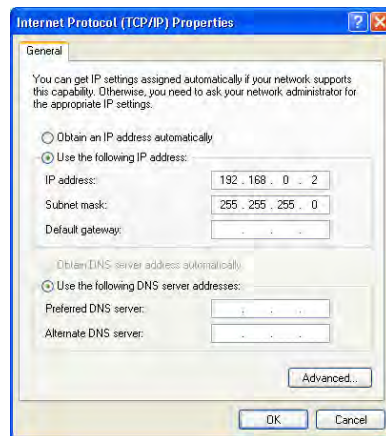 Internet Protocol (TCP/IP) Properties
General
You can get IP settings assigned automatically if your network supports
this capability. Otherwise, you need to ask your network administrator for
the appropriate IP settings.
Obtain an IP address automatically
Use the following IP address:
IP address: 192 . 168 . 0 . 2
Subnet mask: 255 . 255 . 255 . 0
Default gateway: . . .
Obtain DNS server address automatically
Use the following DNS server addresses:
Preferred DNS server: . . .
Alternate DNS server: . . .
Advanced...
OK Cancel